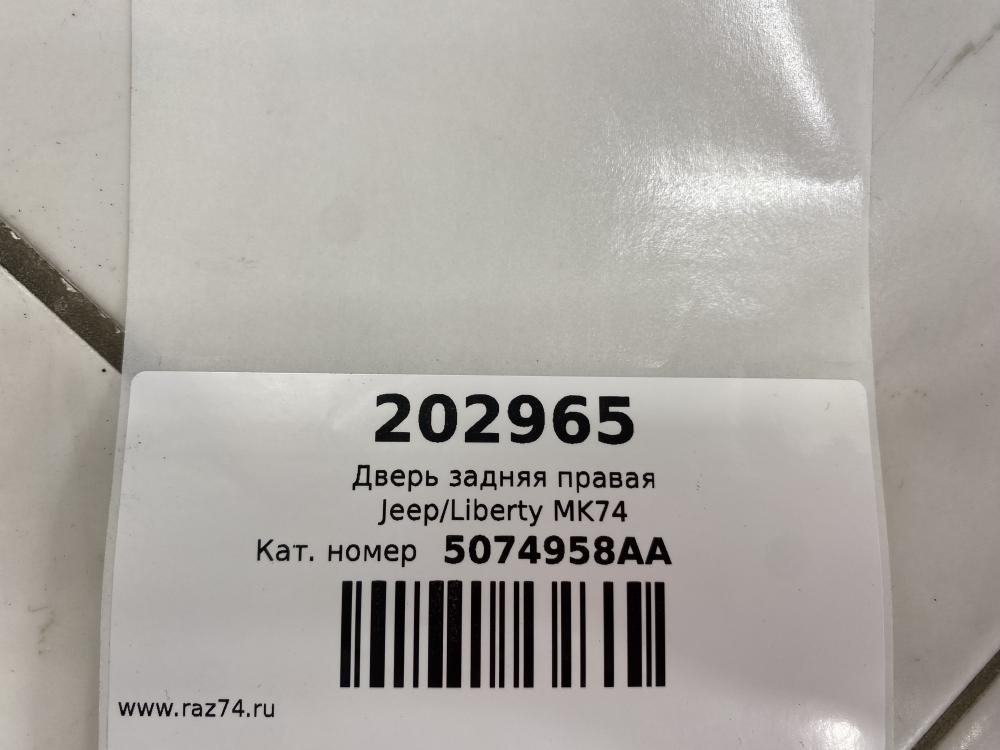 202965
Дверь задняя правая
Jeep/Liberty MK74
Кат. номер 5074958AA
www.raz74.ru